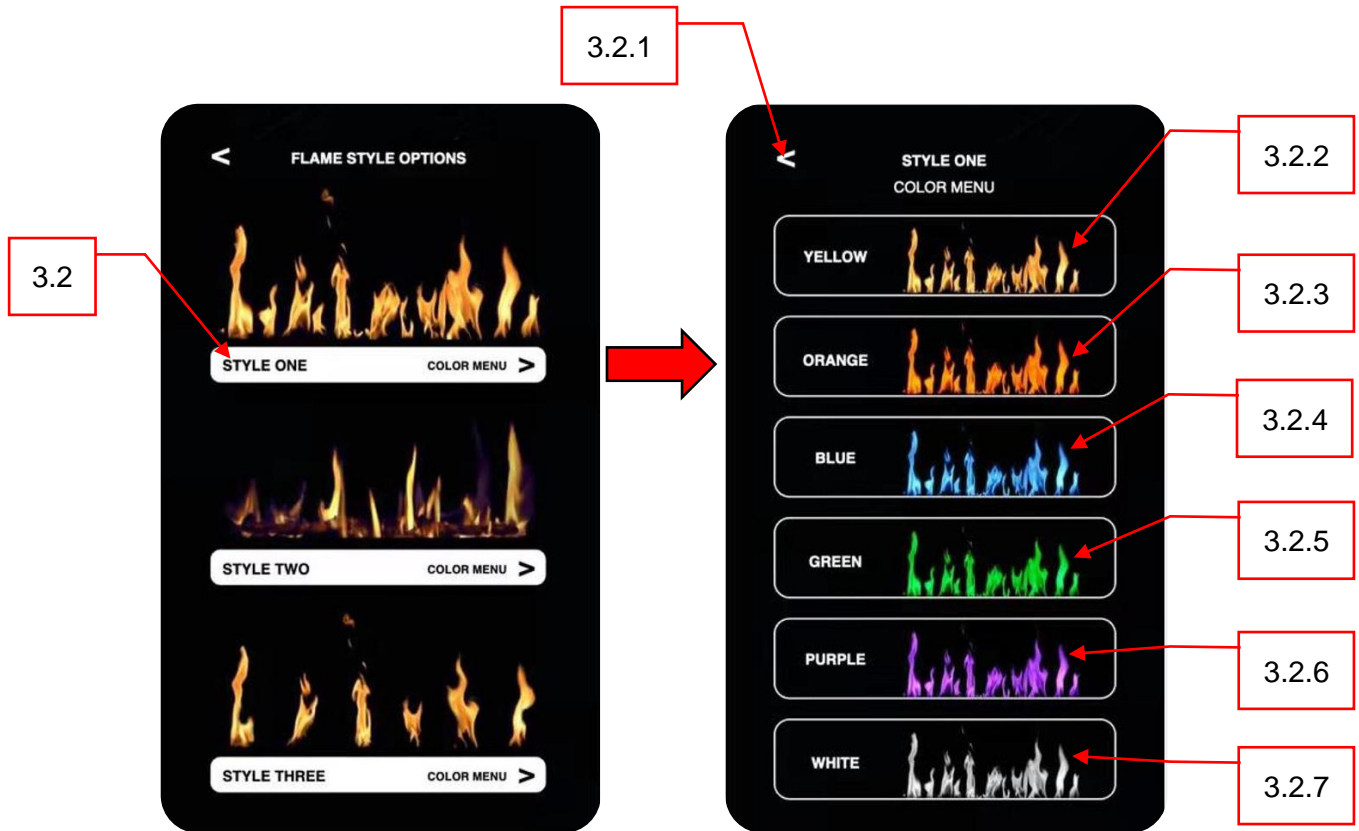 3.2.1
< FLAME STYLE OPTIONS
3.2
STYLE ONE COLOR MENU >
STYLE TWO COLOR MENU >
STYLE THREE COLOR MENU >
< STYLE ONE
COLOR MENU
YELLOW
3.2.2
ORANGE
3.2.3
BLUE
3.2.4
GREEN
3.2.5
PURPLE
3.2.6
WHITE
3.2.7